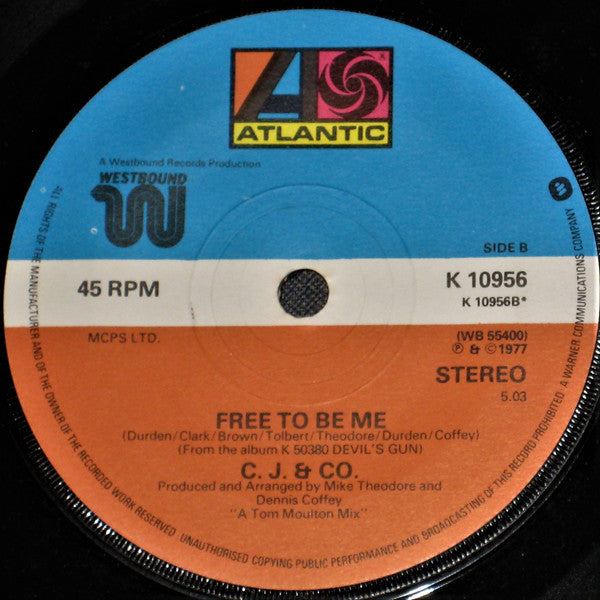 ATLANTIC
A Westbound Records Production
WESTBOUND
SIDE B
45 RPM
K 10956
K 10956B*
MCPS LTD.
(WB 55400)
℗ & © 1977
STEREO
5.03
FREE TO BE ME
(Durden/Clark/Brown/Tolbert/Theodore/Durden/Coffey)
(From the album K 50380 DEVIL'S GUN)
C. J. & CO.
Produced and Arranged by Mike Theodore and
Dennis Coffey
"A Tom Moulton Mix"
ALL RIGHTS OF THE MANUFACTURER AND OF THE OWNER OF THE RECORDED WORK RESERVED UNAUTHORISED COPYING PUBLIC PERFORMANCE AND BROADCASTING OF THIS RECORD PROHIBITED. A WARNER COMMUNICATIONS COMPANY